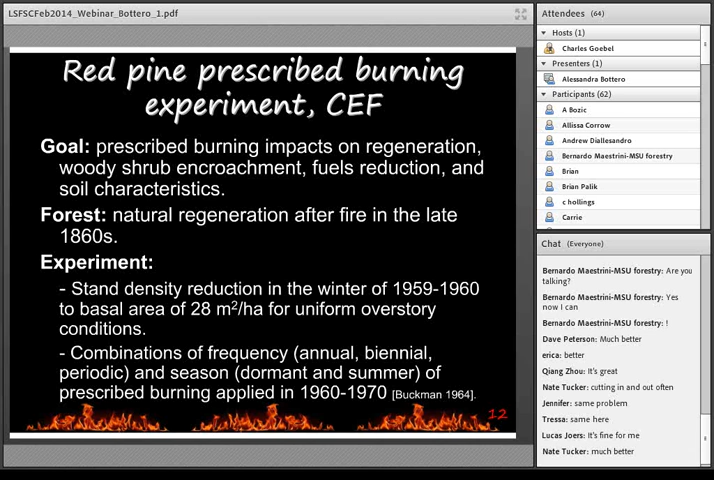 LSFSCFeb2014_Webinar_Bottero_1.pdf
Red pine prescribed burning
experiment, CEF
Goal: prescribed burning impacts on regeneration,
woody shrub encroachment, fuels reduction, and
soil characteristics.
Forest: natural regeneration after fire in the late
1860s.
Experiment:
- Stand density reduction in the winter of 1959-1960
to basal area of 28 m²/ha for uniform overstory
conditions.
- Combinations of frequency (annual, biennial,
periodic) and season (dormant and summer) of
prescribed burning applied in 1960-1970 [Buckman 1964].
12
Attendees (64)
Hosts (1)
Charles Goebel
Presenters (1)
Alessandra Bottero
Participants (62)
A Bozic
Allissa Corrow
Andrew Diallesandro
Bernardo Maestrini-MSU forestry
Brian
Brian Palik
c hollings
Carrie
Chat (Everyone)
Bernardo Maestrini-MSU forestry: Are you
talking?
Bernardo Maestrini-MSU forestry: Yes
now I can
Bernardo Maestrini-MSU forestry: !
Dave Peterson: Much better
erica: better
Qiang Zhou: It's great
Nate Tucker: cutting in and out often
Jennifer: same problem
Tressa: same here
Lucas Joers: It's fine for me
Nate Tucker: much better